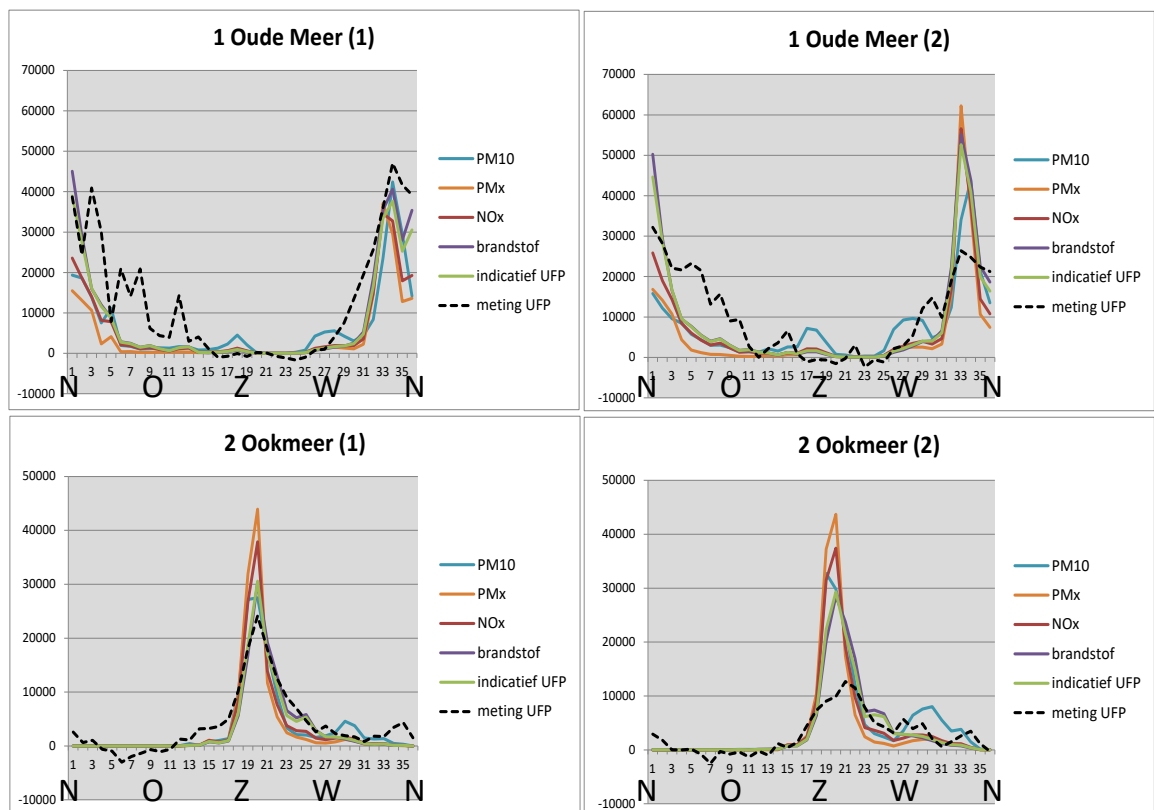 1 Oude Meer (1)
70000
60000
50000
40000
30000
20000
10000
0
-10000
1 3 5 7 9 11 13 15 17 19 21 23 25 27 29 31 33 35
N O Z W N
PM10
PMx
NOx
brandstof
indicatief UFP
meting UFP
1 Oude Meer (2)
70000
60000
50000
40000
30000
20000
10000
0
-10000
1 3 5 7 9 11 13 15 17 19 21 23 25 27 29 31 33 35
N O Z W N
PM10
PMx
NOx
brandstof
indicatief UFP
meting UFP
2 Ookmeer (1)
50000
40000
30000
20000
10000
0
-10000
1 3 5 7 9 11 13 15 17 19 21 23 25 27 29 31 33 35
N O Z W N
PM10
PMx
NOx
brandstof
indicatief UFP
meting UFP
2 Ookmeer (2)
50000
40000
30000
20000
10000
0
-10000
1 3 5 7 9 11 13 15 17 19 21 23 25 27 29 31 33 35
N O Z W N
PM10
PMx
NOx
brandstof
indicatief UFP
meting UFP